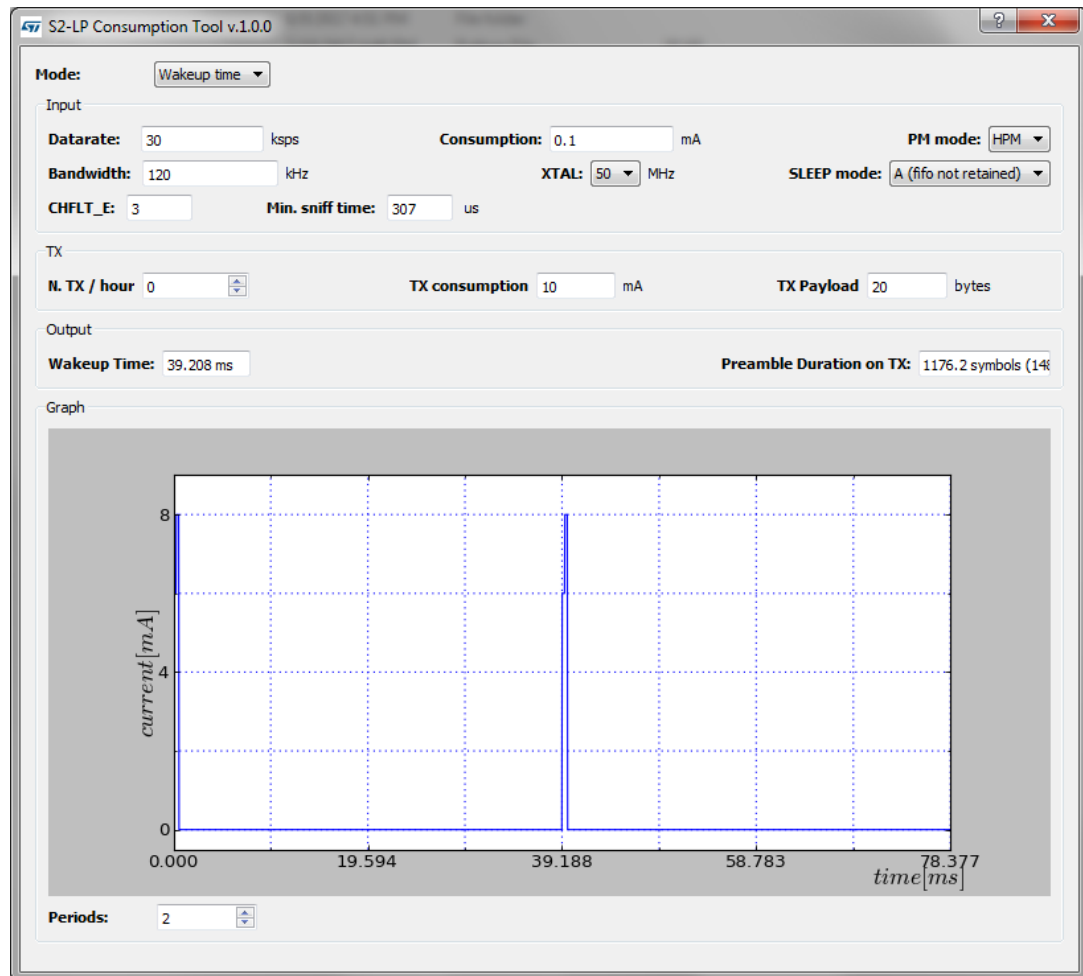 S2-LP Consumption Tool v.1.0.0
Mode: Wakeup time
Input
Datarate: 30 ksps Consumption: 0.1 mA PM mode: HPM
Bandwidth: 120 kHz XTAL: 50 MHz SLEEP mode: A (fifo not retained)
CHFLT_E: 3 Min. sniff time: 307 us
TX
N. TX / hour 0 TX consumption 10 mA TX Payload 20 bytes
Output
Wakeup Time: 39.208 ms Preamble Duration on TX: 1176.2 symbols (148
Graph
8
4
0
current[mA]
0.000 19.594 39.188 58.783 78.377
time[ms]
Periods: 2